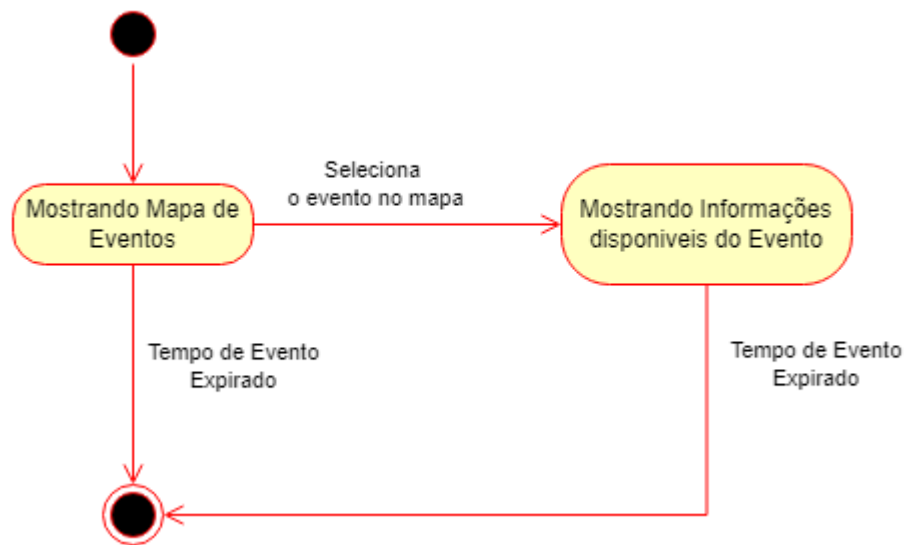 Seleciona
o evento no mapa
Mostrando Mapa de
Eventos
Mostrando Informações
disponiveis do Evento
Tempo de Evento
Expirado
Tempo de Evento
Expirado